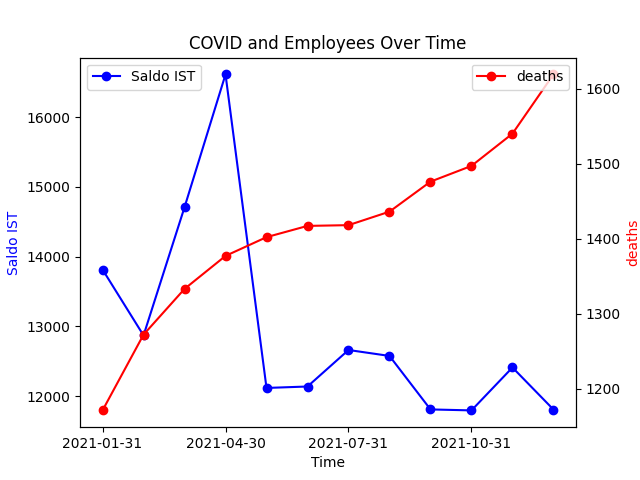 COVID and Employees Over Time
Saldo IST
deaths
16000
15000
14000
13000
12000
Saldo IST
1600
1500
1400
1300
1200
deaths
2021-01-31
2021-04-30
2021-07-31
2021-10-31
Time